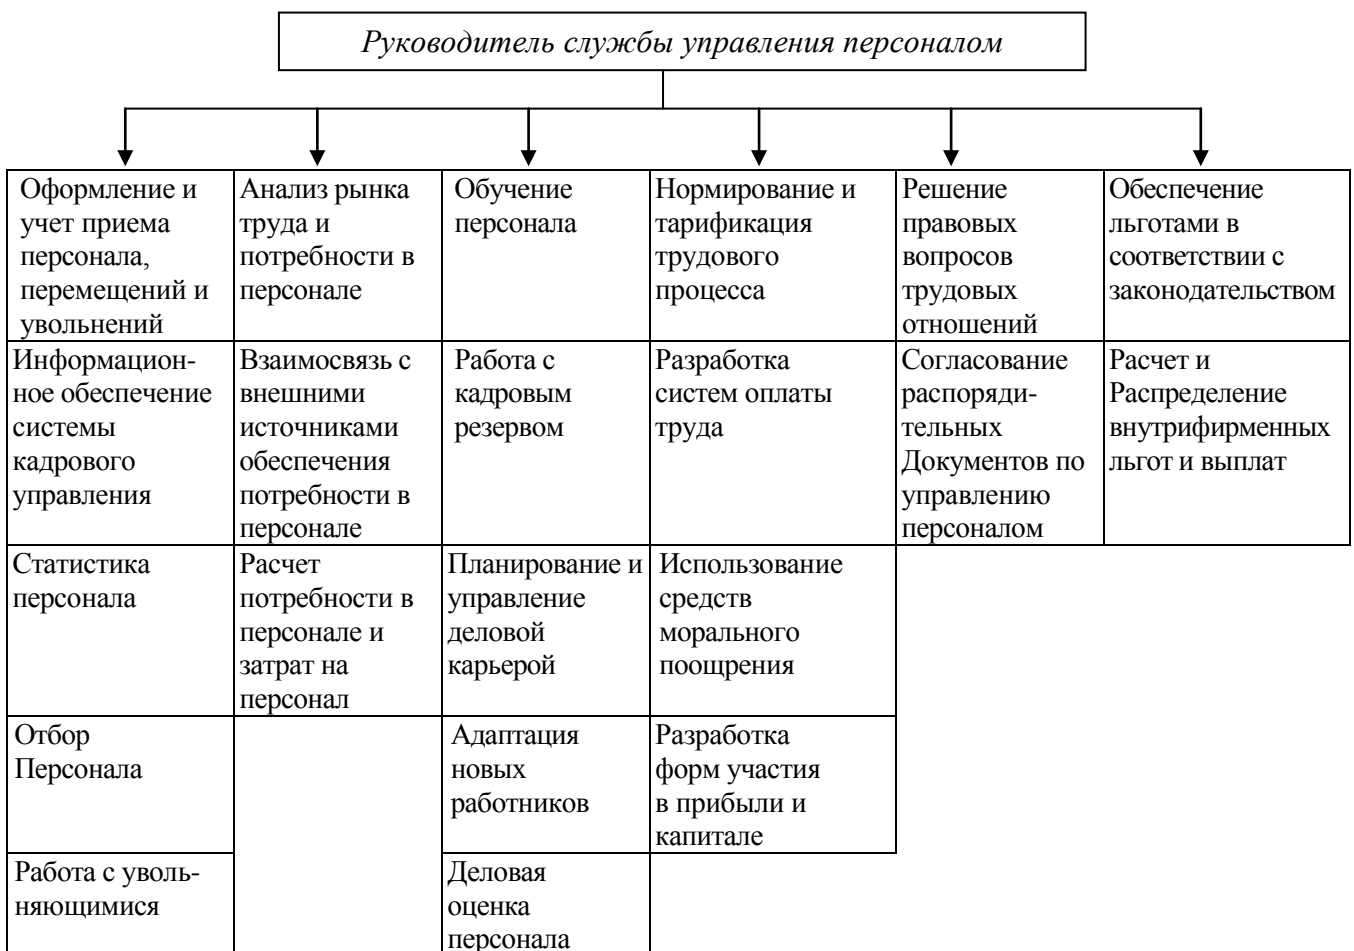 Руководитель службы управления персоналом
Оформление и
учет приема
персонала,
перемещений и
увольнений
Анализ рынка
труда и
потребности в
персонале
Обучение
персонала
Нормирование и
тарификация
трудового
процесса
Решение
правовых
вопросов
трудовых
отношений
Обеспечение
льготами в
соответствии с
законодательством
Информацион-
ное обеспечение
системы
кадрового
управления
Взаимосвязь с
внешними
источниками
обеспечения
потребности в
персонале
Работа с
кадровым
резервом
Разработка
систем оплаты
труда
Согласование
распоряди-
тельных
Документов по
управлению
персоналом
Расчет и
Распределение
внутрифирменных
льгот и выплат
Статистика
персонала
Расчет
потребности в
персонале и
затрат на
персонал
Планирование и
управление
деловой
карьерой
Использование
средств
морального
поощрения
Отбор
Персонала
Адаптация
новых
работников
Разработка
форм участия
в прибыли и
капитале
Работа с уволь-
няющимися
Деловая
оценка
персонала